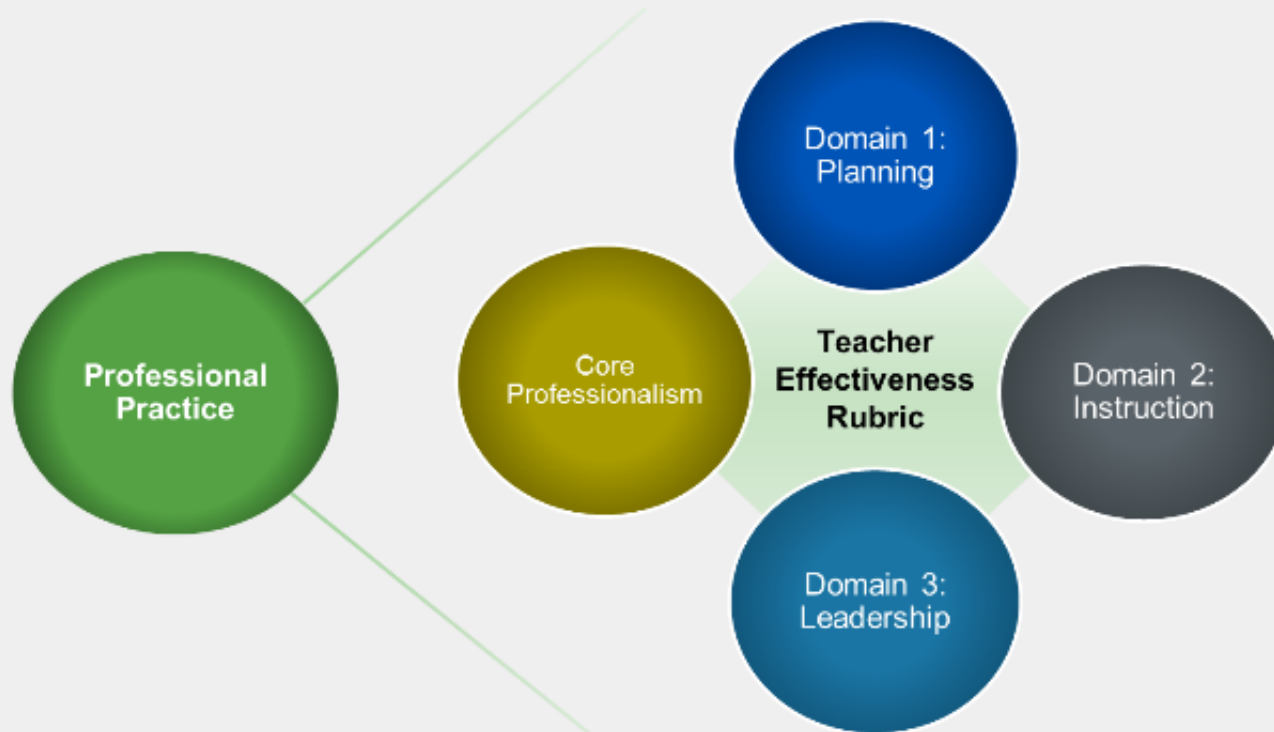 Domain 1:
Planning
Professional
Practice
Core
Professionalism
Teacher
Effectiveness
Rubric
Domain 2:
Instruction
Domain 3:
Leadership